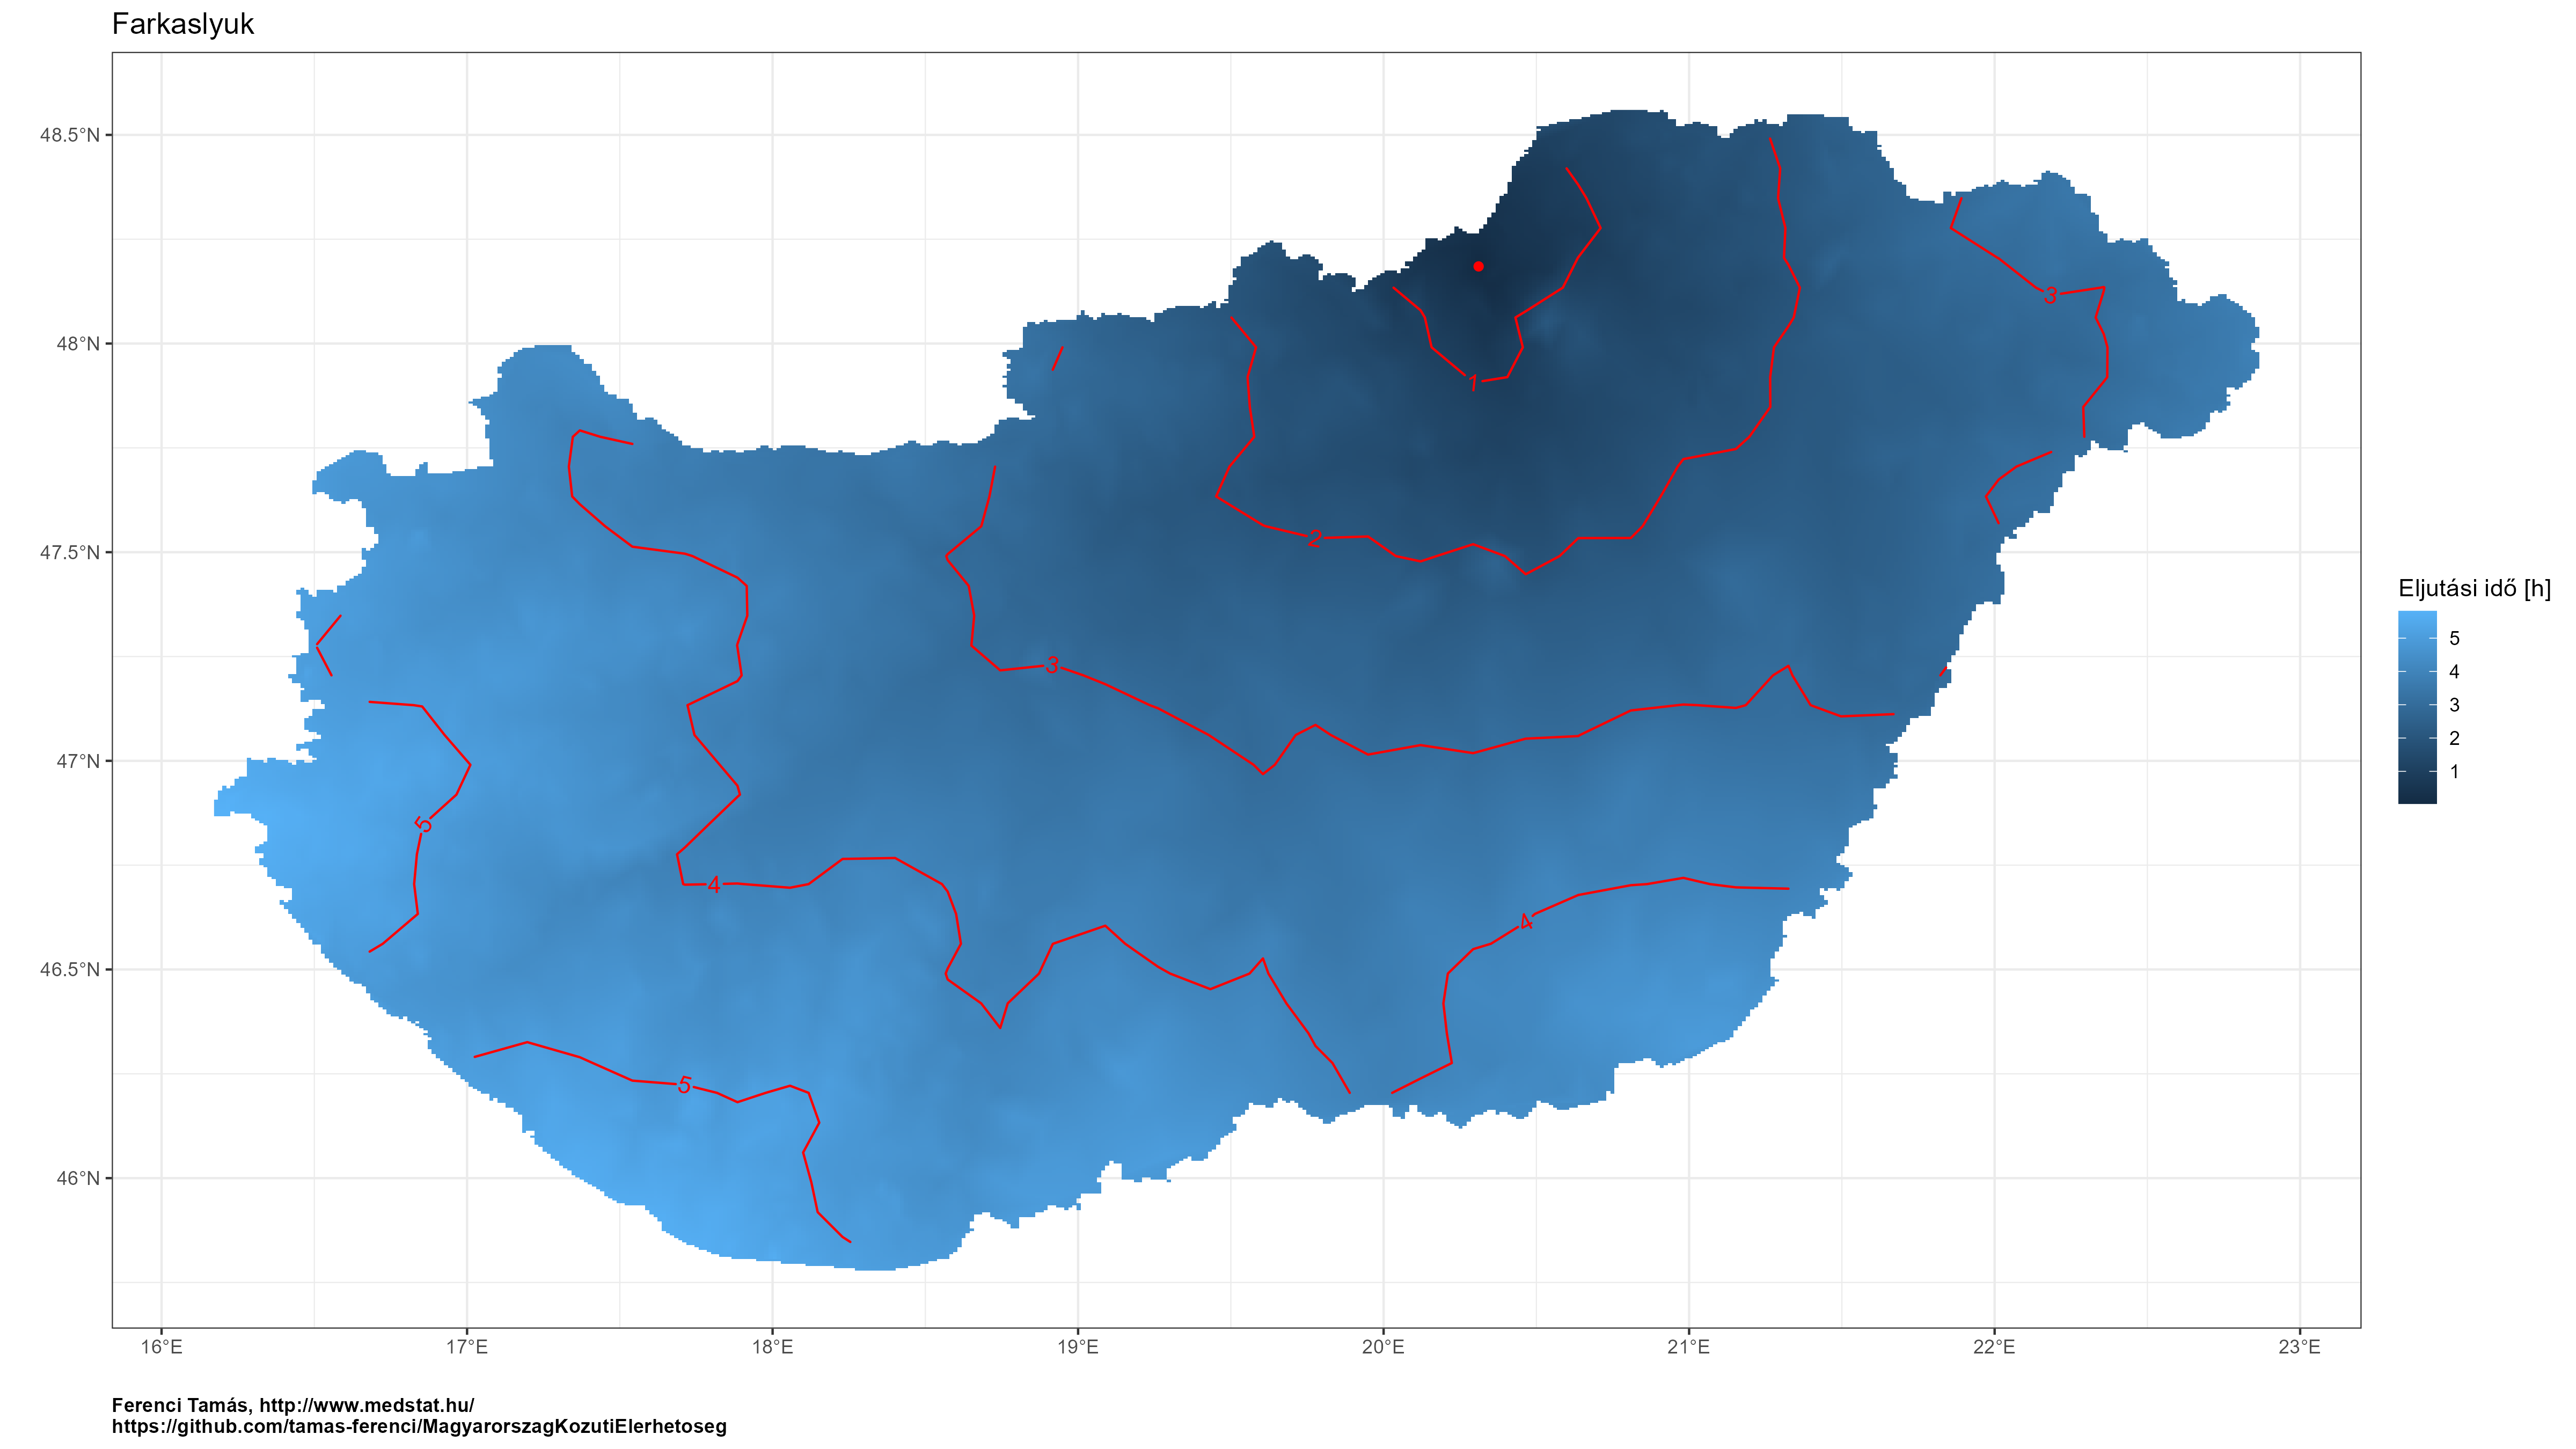 Farkaslyuk
48.5°N
48°N
47.5°N
47°N
46.5°N
46°N
16°E 17°E 18°E 19°E 20°E 21°E 22°E 23°E
1
2
3
3
4
4
5
5
Eljutási idő [h]
5
4
3
2
1
Ferenci Tamás, http://www.medstat.hu/
https://github.com/tamas-ferenci/MagyarorszagKozutiElerhetoseg